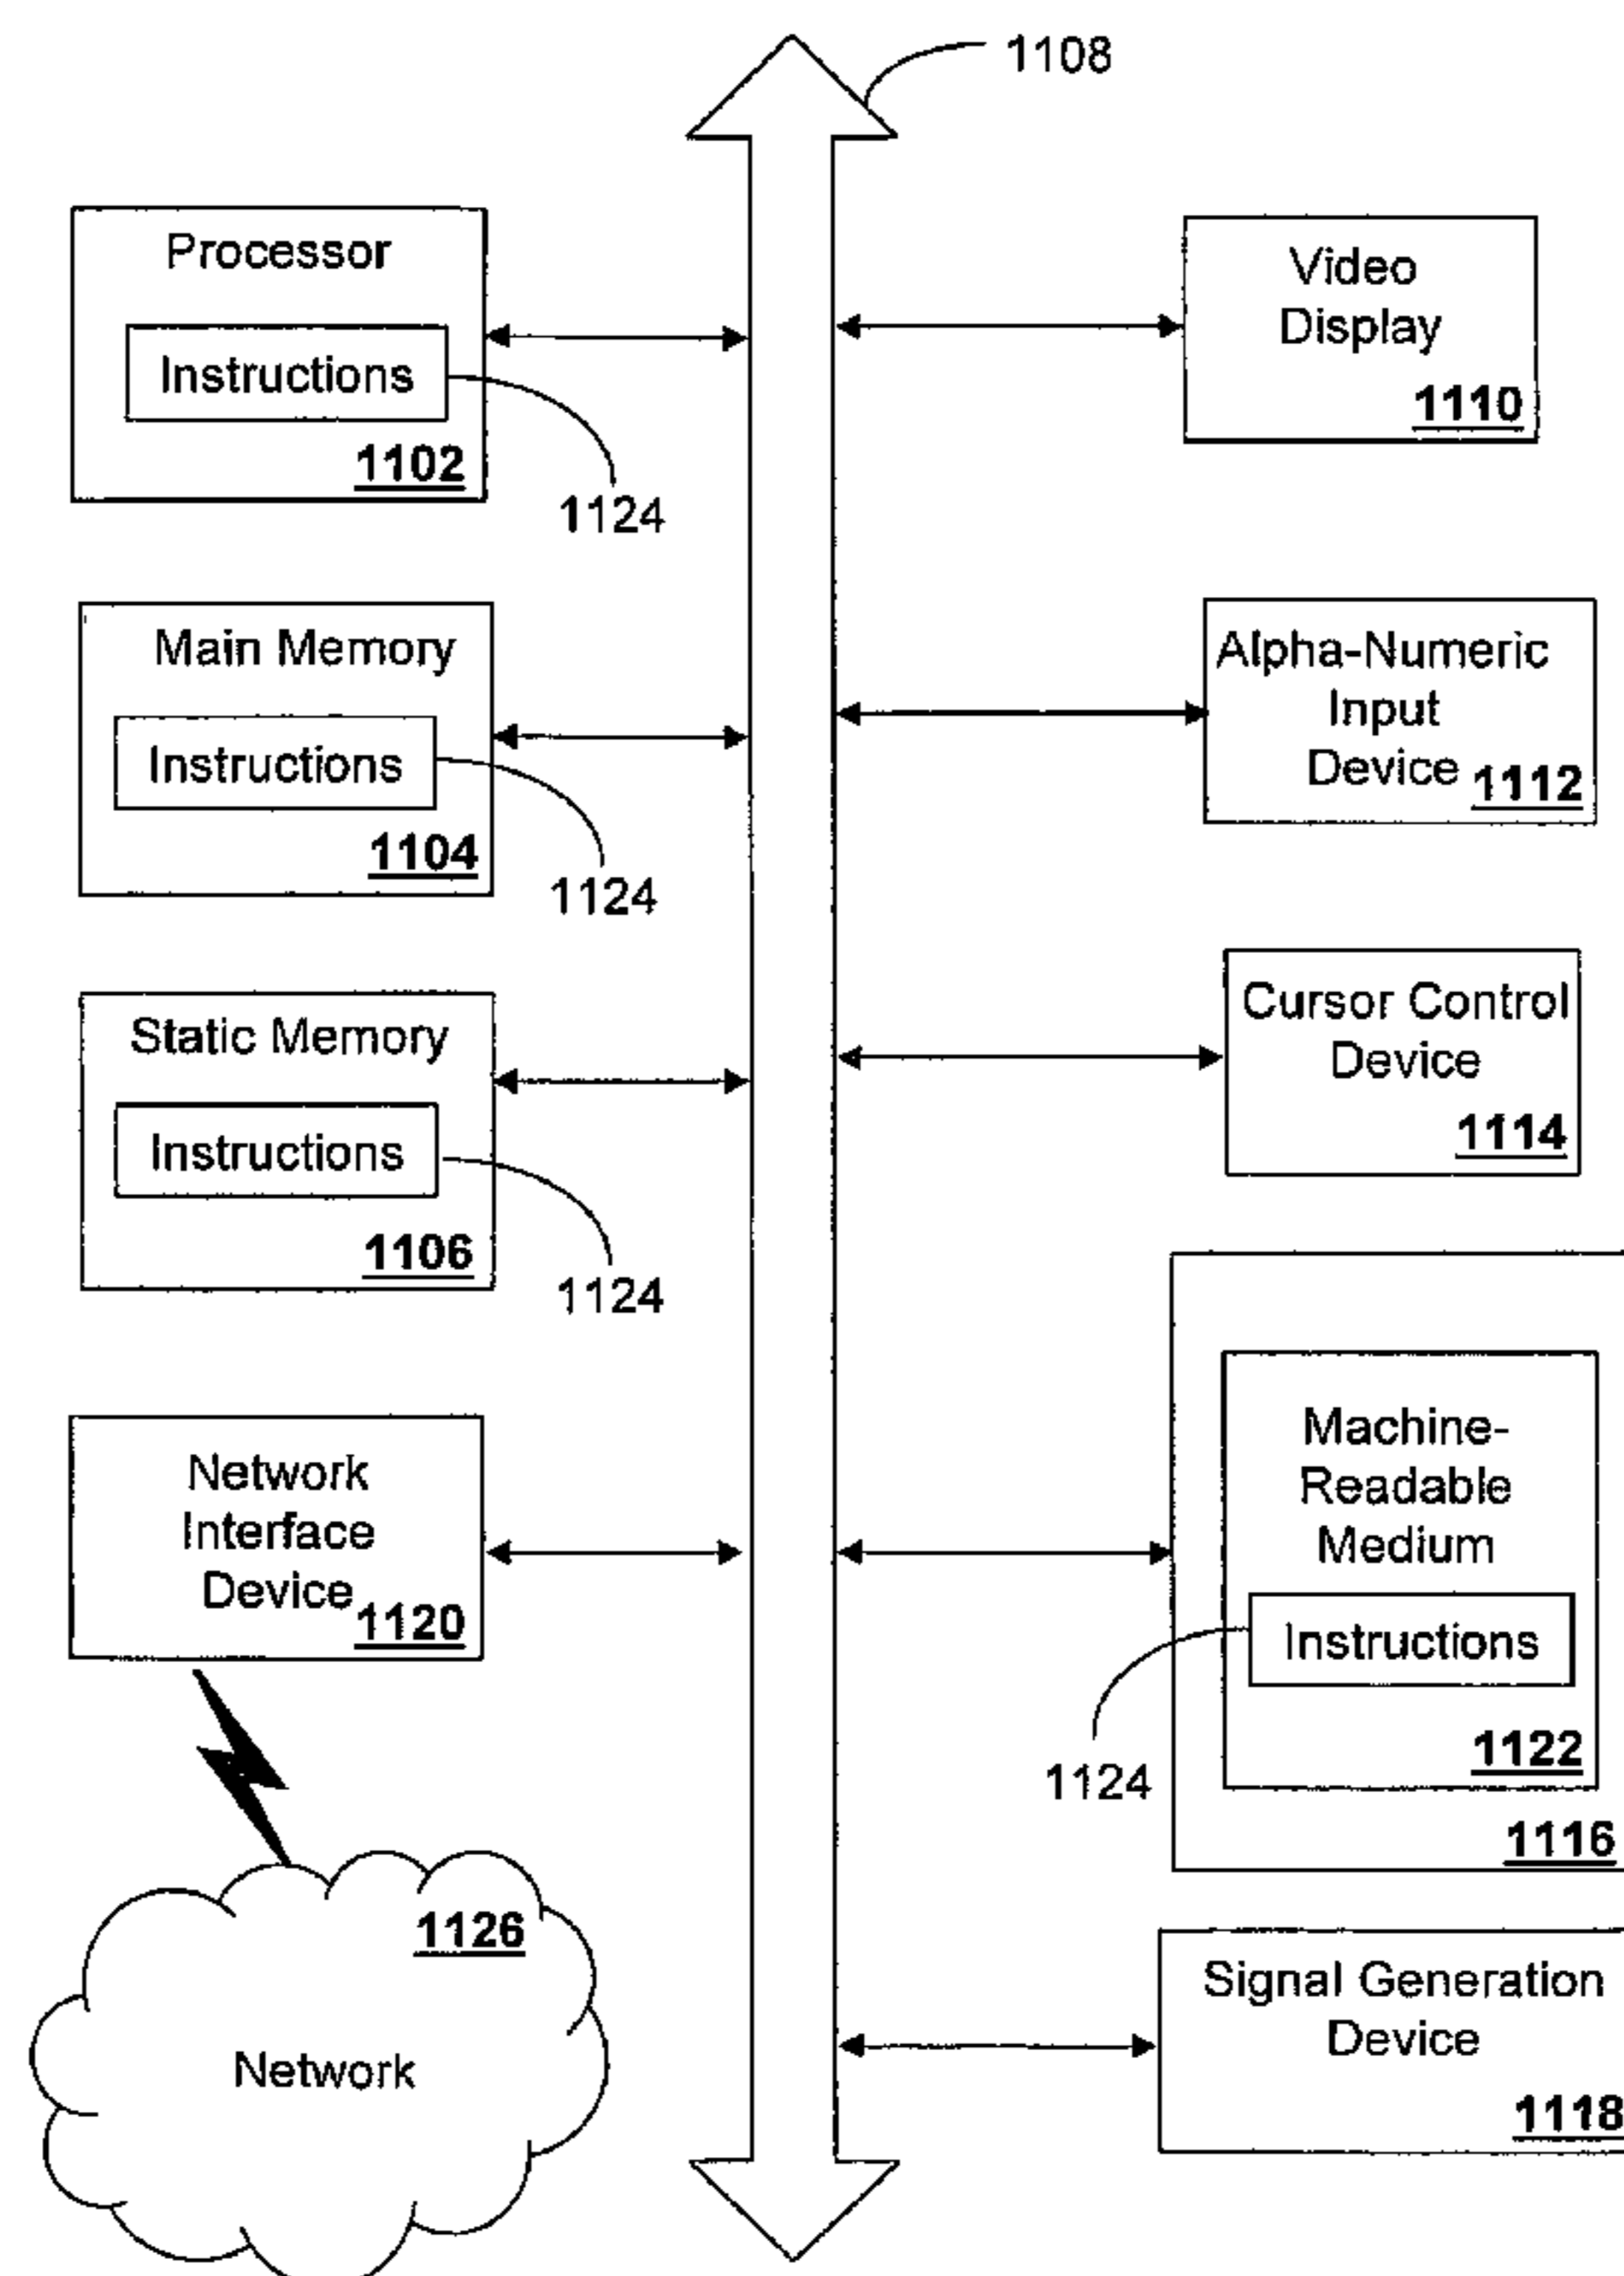 1108
Processor
Instructions
1102
1124
Main Memory
Instructions
1104
1124
Static Memory
Instructions
1106
1124
Network
Interface
Device
1120
1126
Network
Video
Display
1110
Alpha-Numeric
Input
Device
1112
Cursor Control
Device
1114
Machine-
Readable
Medium
Instructions
1122
1124
1116
Signal Generation
Device
1118